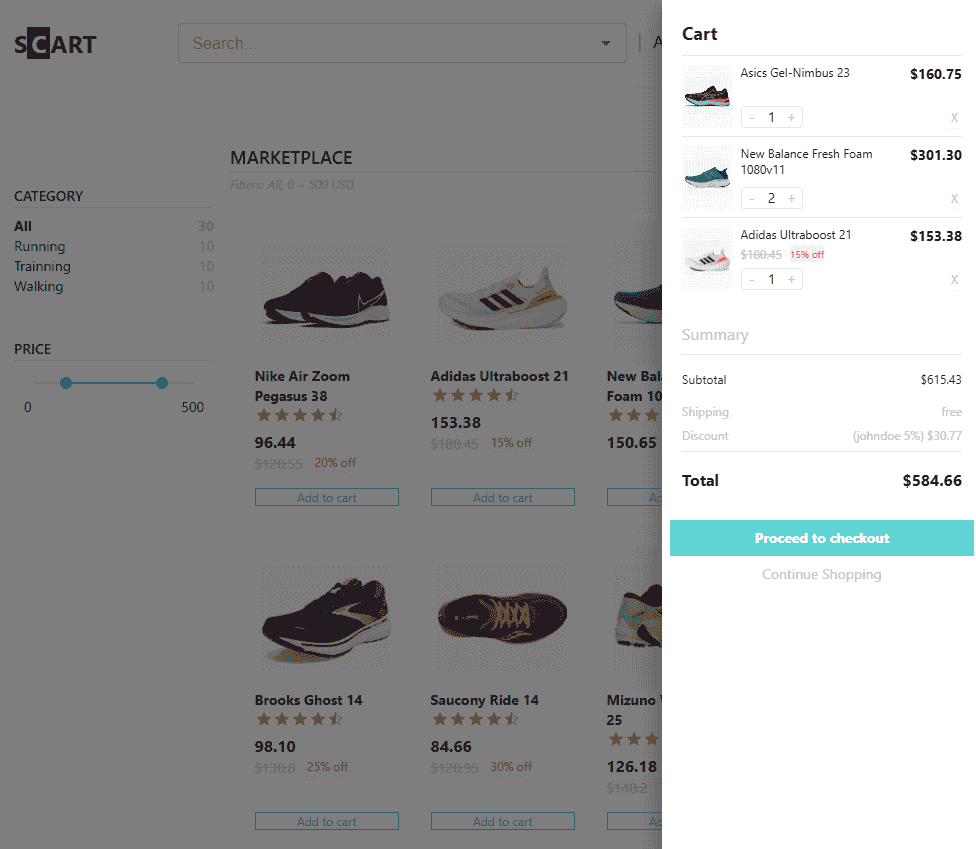 SCART
Search...
MARKETPLACE
Filters: All, 0 – 500 USD
CATEGORY
All 30
Running 10
Trainning 10
Walking 10
PRICE
0 500
Nike Air Zoom
Pegasus 38
96.44
$120.55 20% off
Add to cart
Adidas Ultraboost 21
153.38
$180.45 15% off
Add to cart
New Bal
Foam 10
150.65
Brooks Ghost 14
98.10
$130.8 25% off
Add to cart
Saucony Ride 14
84.66
$120.95 30% off
Add to cart
Mizuno
25
126.18
$140.2
Cart
Asics Gel-Nimbus 23 $160.75
- 1 + X
New Balance Fresh Foam $301.30
1080v11
- 2 + X
Adidas Ultraboost 21 $153.38
$180.45 15% off
- 1 + X
Summary
Subtotal $615.43
Shipping free
Discount (johndoe 5%) $30.77
Total $584.66
Proceed to checkout
Continue Shopping